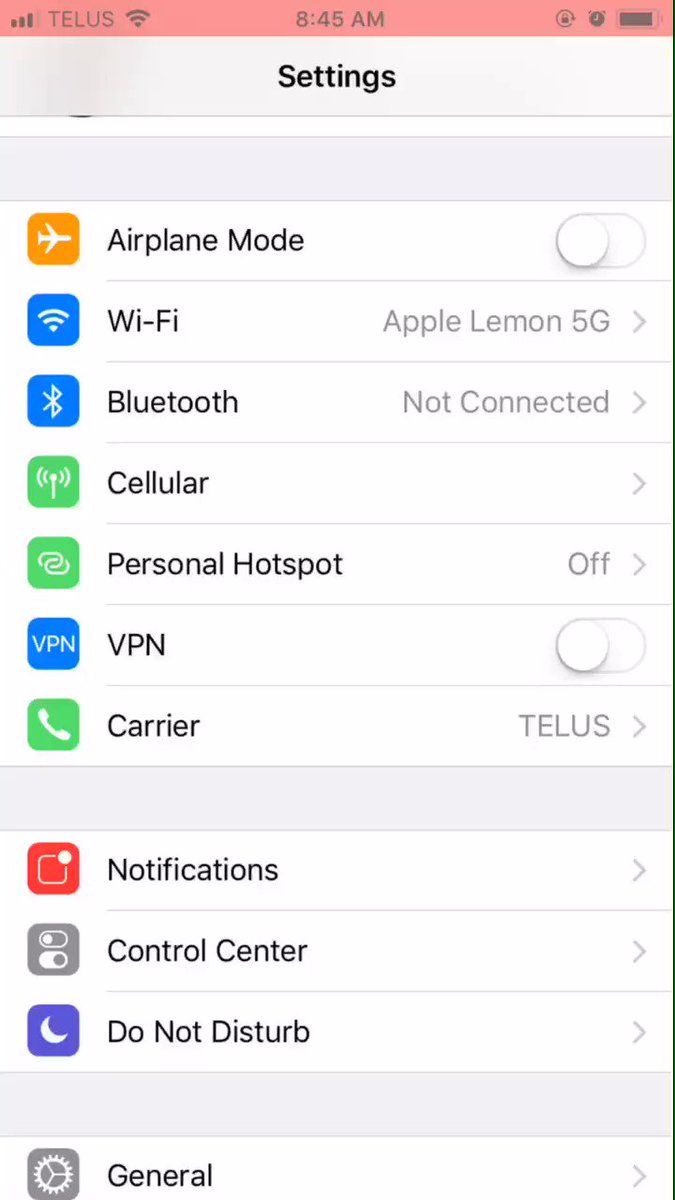 TELUS 8:45 AM
Settings
Airplane Mode
Wi-Fi Apple Lemon 5G
Bluetooth Not Connected
Cellular
Personal Hotspot Off
VPN VPN
Carrier TELUS
Notifications
Control Center
Do Not Disturb
General